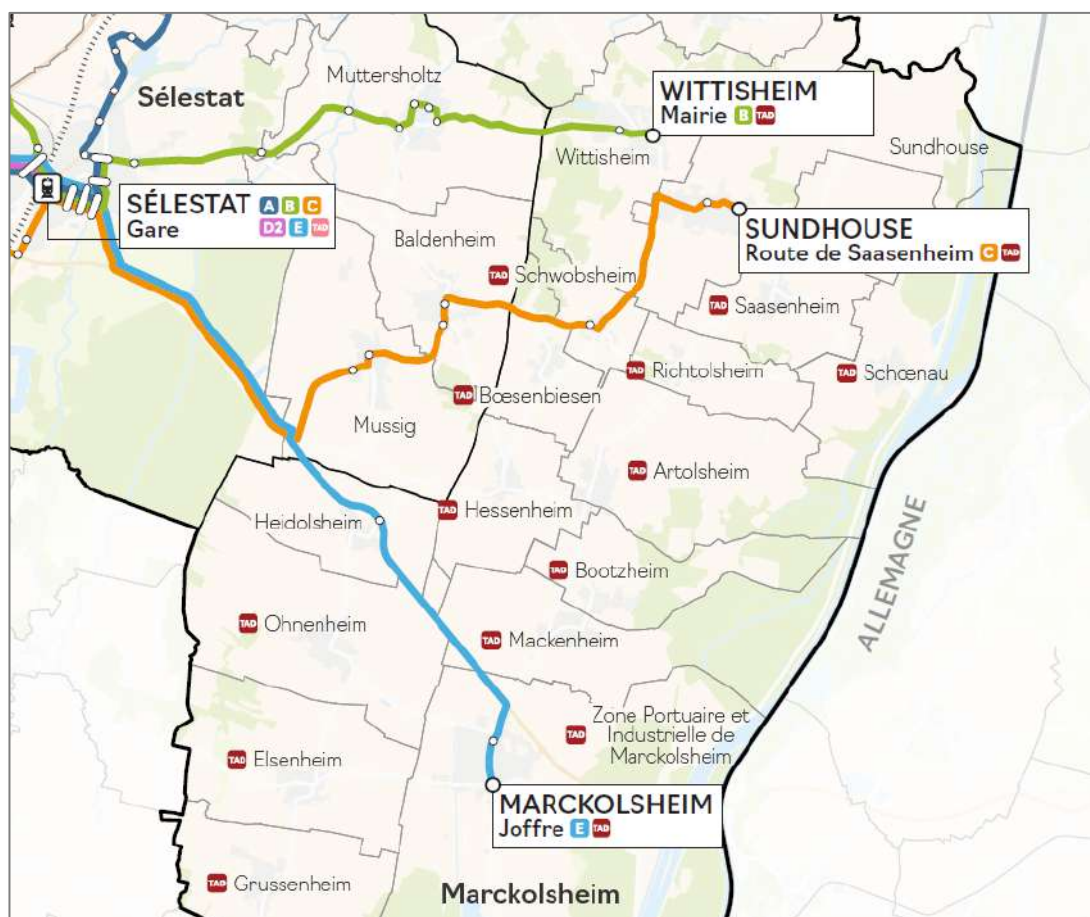 Muttersholtz
Sélestat
WITTISHEIM
Mairie B TAD
Wittisheim
Sundhouse
SÉLESTAT A B C
Gare D2 E TAD
Baldenheim
SUNDHOUSE
Route de Saasenheim C TAD
TAD Schwobsheim
TAD Saasenheim
TAD Richtolsheim
TAD Schœnau
TAD Bœsenbiesen
Mussig
TAD Artolsheim
TAD Hessenheim
Heidolsheim
ALLEMAGNE
TAD Bootzheim
TAD Ohnenheim
TAD Mackenheim
TAD Zone Portuaire et
Industrielle de
Marckolsheim
TAD Elsenheim
MARCKOLSHEIM
Joffre E TAD
TAD Grussenheim
Marckolsheim